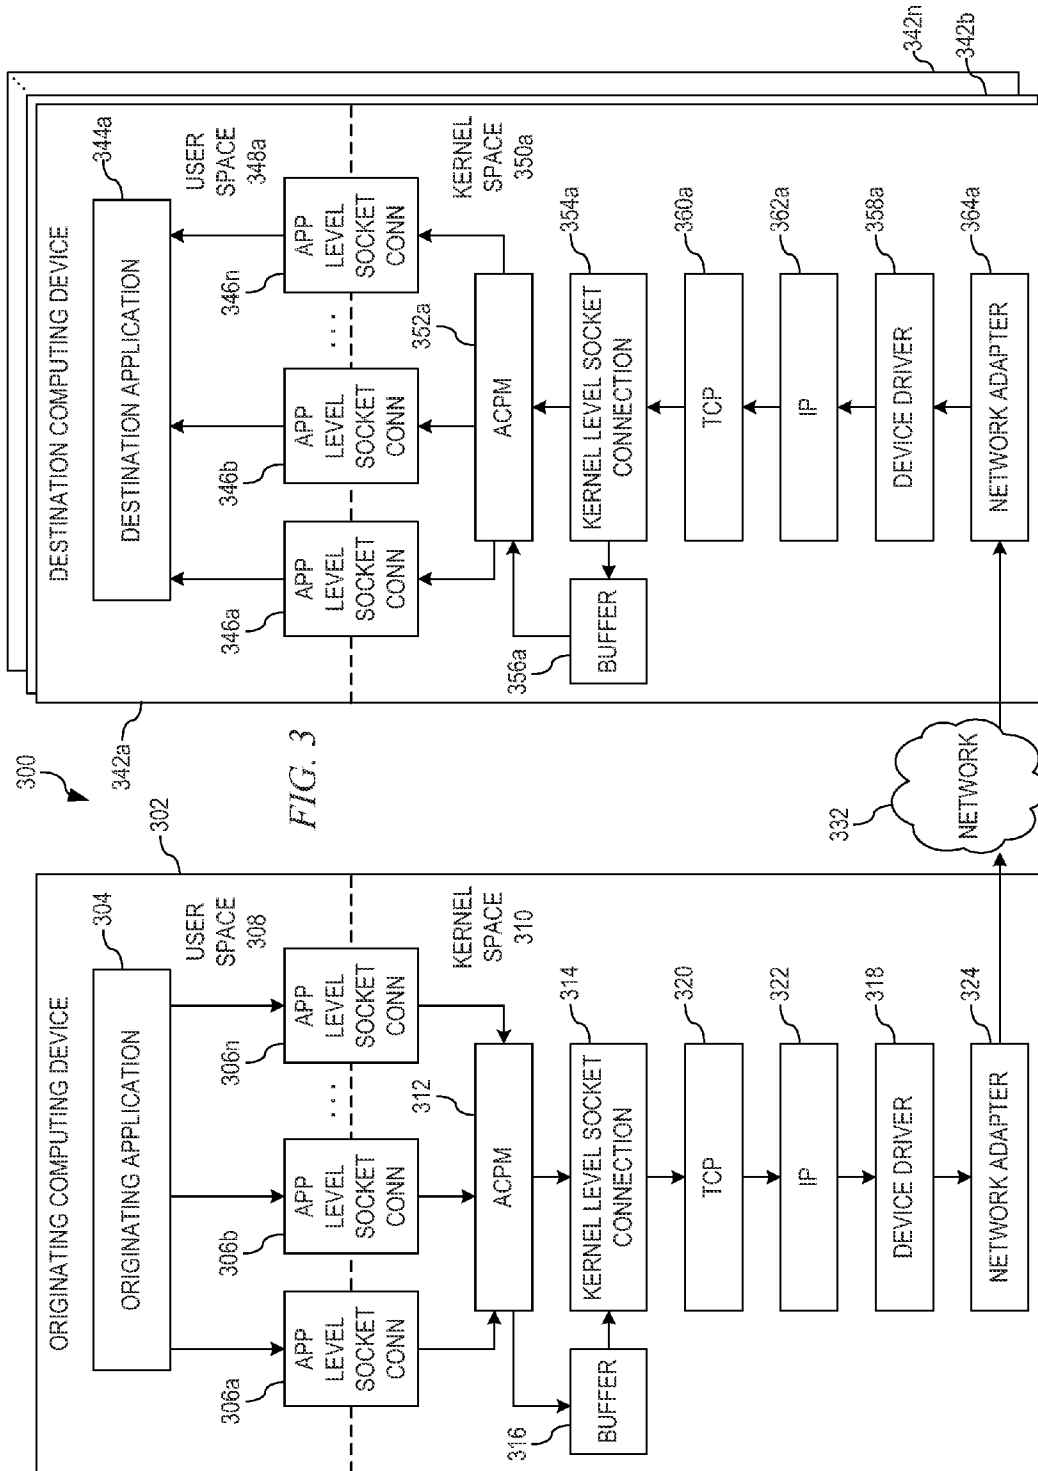 300
ORIGINATING COMPUTING DEVICE
302
ORIGINATING APPLICATION
304
USER
SPACE
308
306a
APP
LEVEL
SOCKET
CONN
306b
APP
LEVEL
SOCKET
CONN
...
306n
APP
LEVEL
SOCKET
CONN
KERNEL
SPACE
310
ACPM
312
316
BUFFER
KERNEL LEVEL SOCKET
CONNECTION
314
TCP
320
IP
322
DEVICE DRIVER
318
NETWORK ADAPTER
324
332
NETWORK
FIG. 3
342a
DESTINATION COMPUTING DEVICE
DESTINATION APPLICATION
344a
USER
SPACE
348a
346a
APP
LEVEL
SOCKET
CONN
346b
APP
LEVEL
SOCKET
CONN
...
346n
APP
LEVEL
SOCKET
CONN
KERNEL
SPACE
350a
ACPM
352a
356a
BUFFER
KERNEL LEVEL SOCKET
CONNECTION
354a
TCP
360a
IP
362a
DEVICE DRIVER
358a
NETWORK ADAPTER
364a
342n
342b